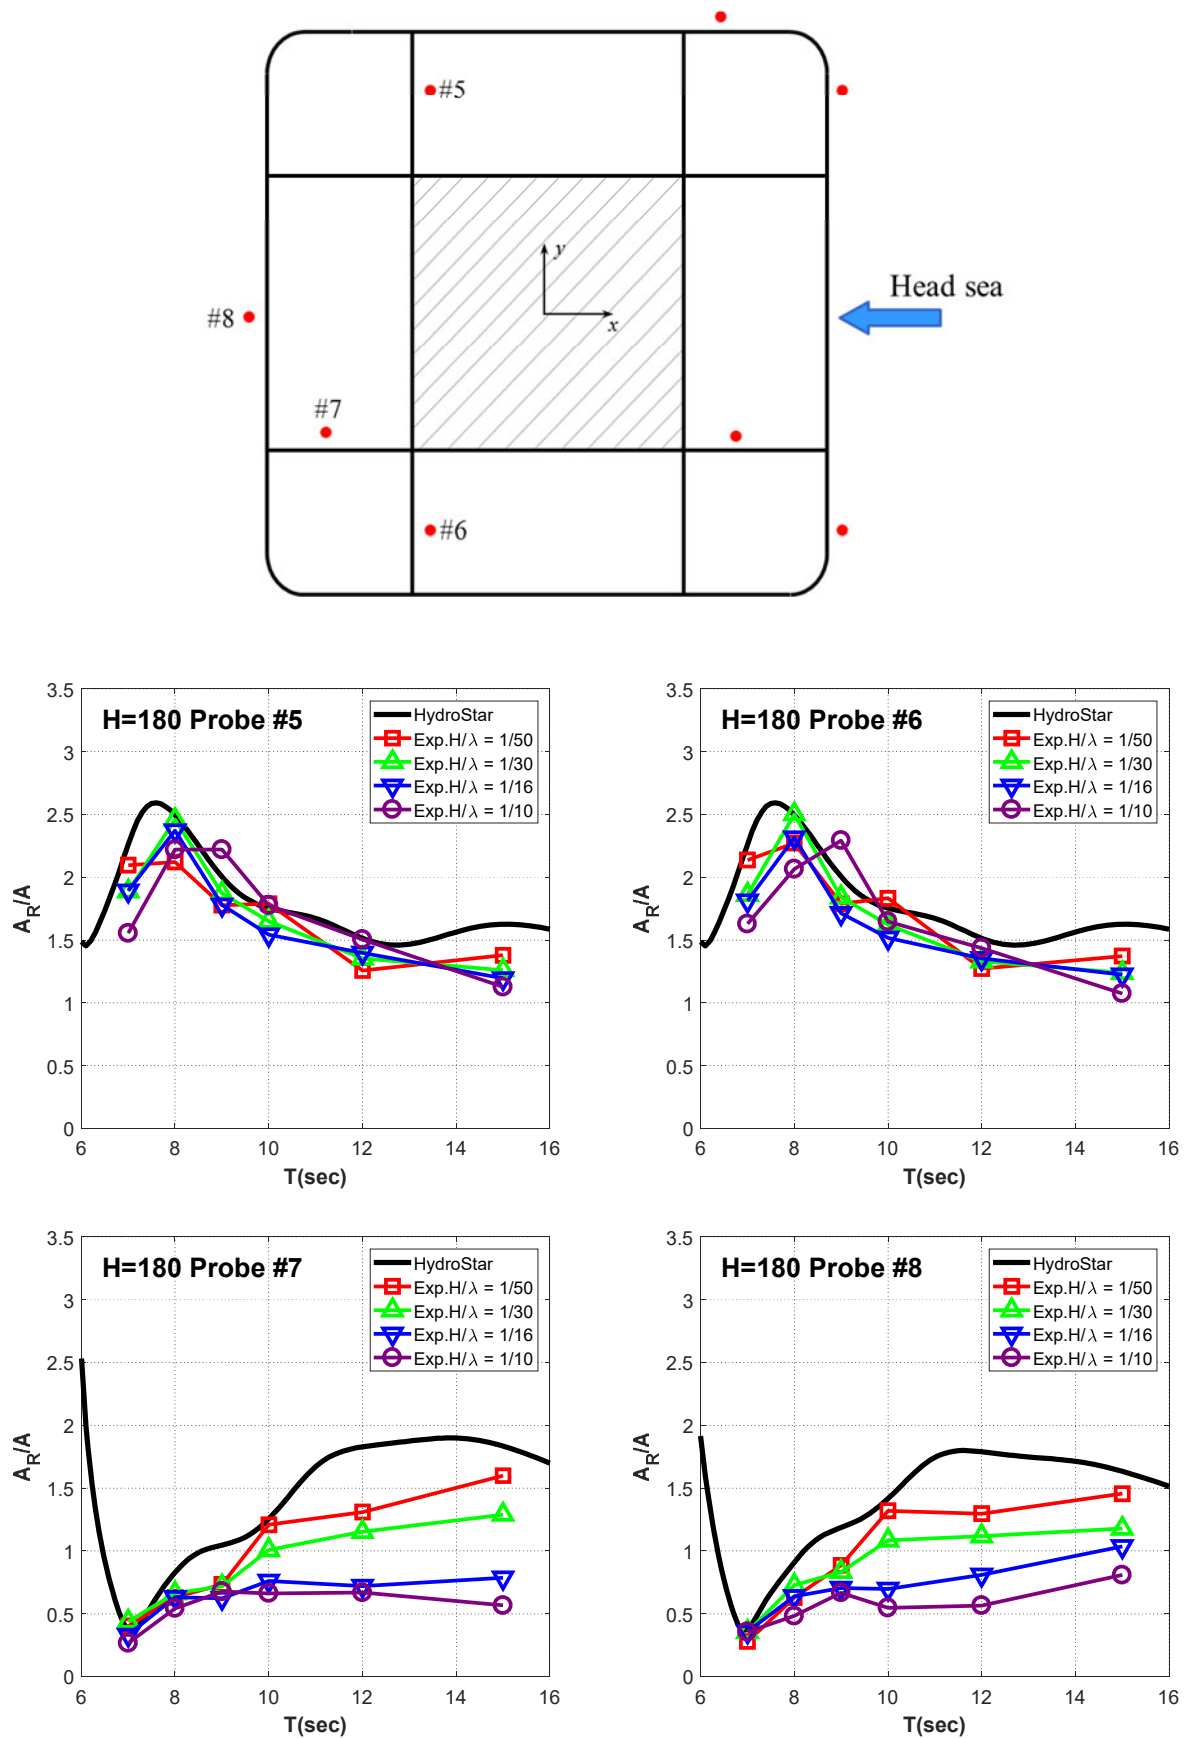 #5
y
x
Head sea
#8
#7
#6
H=180 Probe #5
HydroStar
Exp.H/λ = 1/50
Exp.H/λ = 1/30
Exp.H/λ = 1/16
Exp.H/λ = 1/10
3.5
3
2.5
2
1.5
1
0.5
0
A_R/A
6 8 10 12 14 16
T(sec)
H=180 Probe #6
HydroStar
Exp.H/λ = 1/50
Exp.H/λ = 1/30
Exp.H/λ = 1/16
Exp.H/λ = 1/10
3.5
3
2.5
2
1.5
1
0.5
0
A_R/A
6 8 10 12 14 16
T(sec)
H=180 Probe #7
HydroStar
Exp.H/λ = 1/50
Exp.H/λ = 1/30
Exp.H/λ = 1/16
Exp.H/λ = 1/10
3.5
3
2.5
2
1.5
1
0.5
0
A_R/A
6 8 10 12 14 16
T(sec)
H=180 Probe #8
HydroStar
Exp.H/λ = 1/50
Exp.H/λ = 1/30
Exp.H/λ = 1/16
Exp.H/λ = 1/10
3.5
3
2.5
2
1.5
1
0.5
0
A_R/A
6 8 10 12 14 16
T(sec)